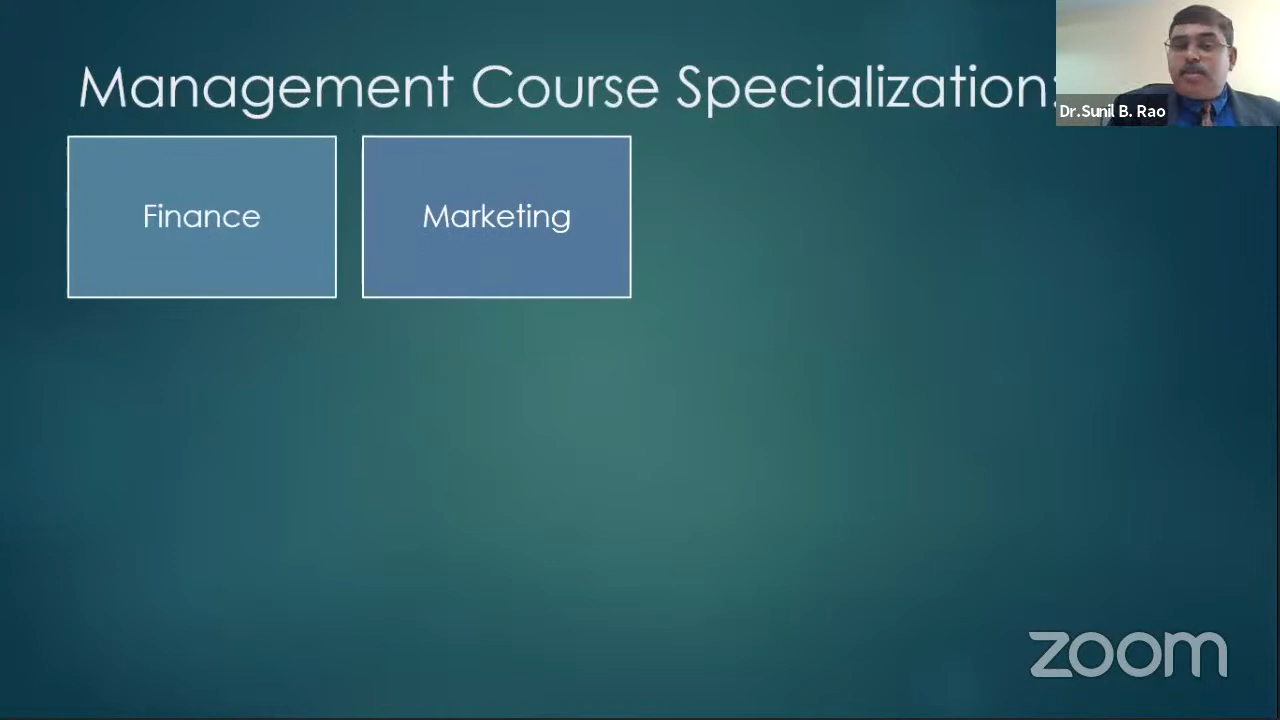 Management Course Specialization:
Dr.Sunil B. Rao
Finance
Marketing
zoom